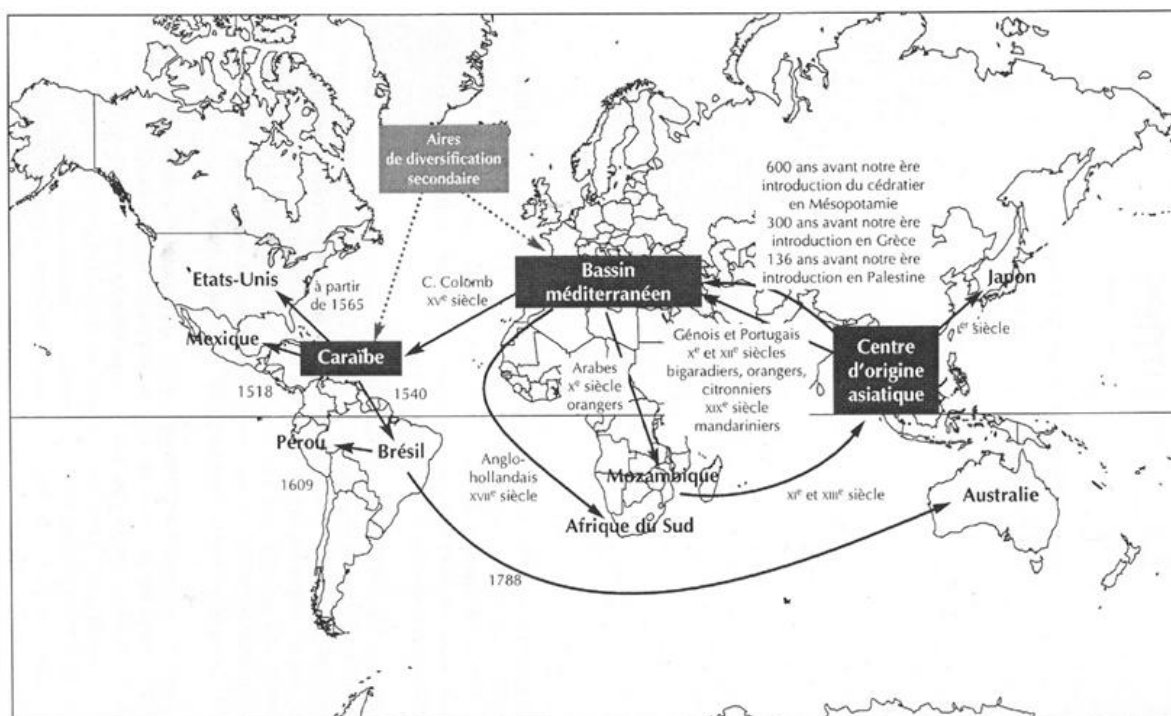 Aires
de diversification
secondaire
600 ans avant notre ère
introduction du cédratier
en Mésopotamie
300 ans avant notre ère
introduction en Grèce
136 ans avant notre ère
introduction en Palestine
Bassin
méditerranéen
C. Colomb
XVe siècle
Etats-Unis
à partir
de 1565
Japon
Ier siècle
Mexique
Caraïbe
Génois et Portugais
Xe et XIIe siècles
bigaradiers, orangers,
citronniers
XIXe siècle
mandariniers
Centre
d'origine
asiatique
Arabes
Xe siècle
orangers
1518
1540
Pérou
Brésil
1609
Anglo-
hollandais
XVIIe siècle
Mozambique
XIe et XIIIe siècle
Australie
Afrique du Sud
1788